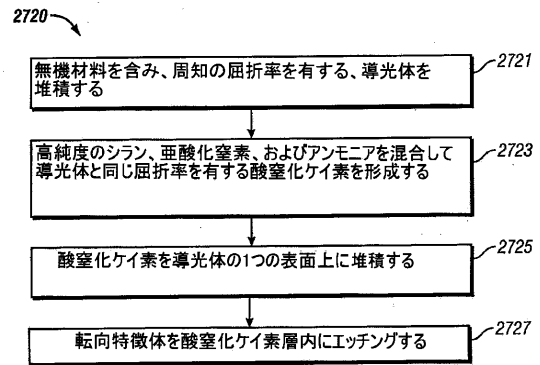 2720
無機材料を含み、周知の屈折率を有する、導光体を
堆積する
2721
高純度のシラン、亜酸化窒素、およびアンモニアを混合して
導光体と同じ屈折率を有する酸窒化ケイ素を形成する
2723
酸窒化ケイ素を導光体の1つの表面上に堆積する
2725
転向特徴体を酸窒化ケイ素層内にエッチングする
2727